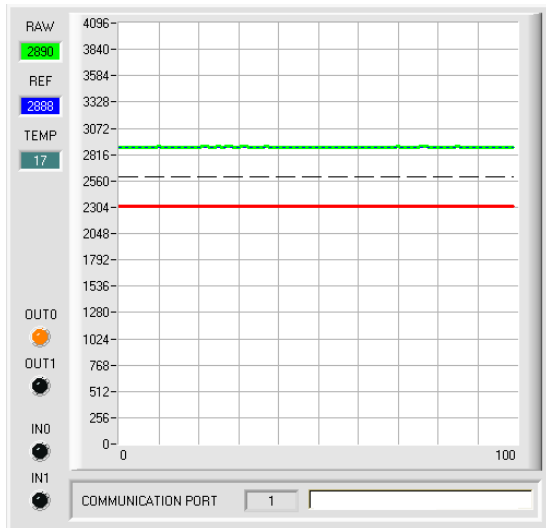 RAW
2890
REF
2888
TEMP
17
OUT0
OUT1
IN0
IN1
4096
3840
3584
3328
3072
2816
2560
2304
2048
1792
1536
1280
1024
768
512
256
0
0 100
COMMUNICATION PORT 1